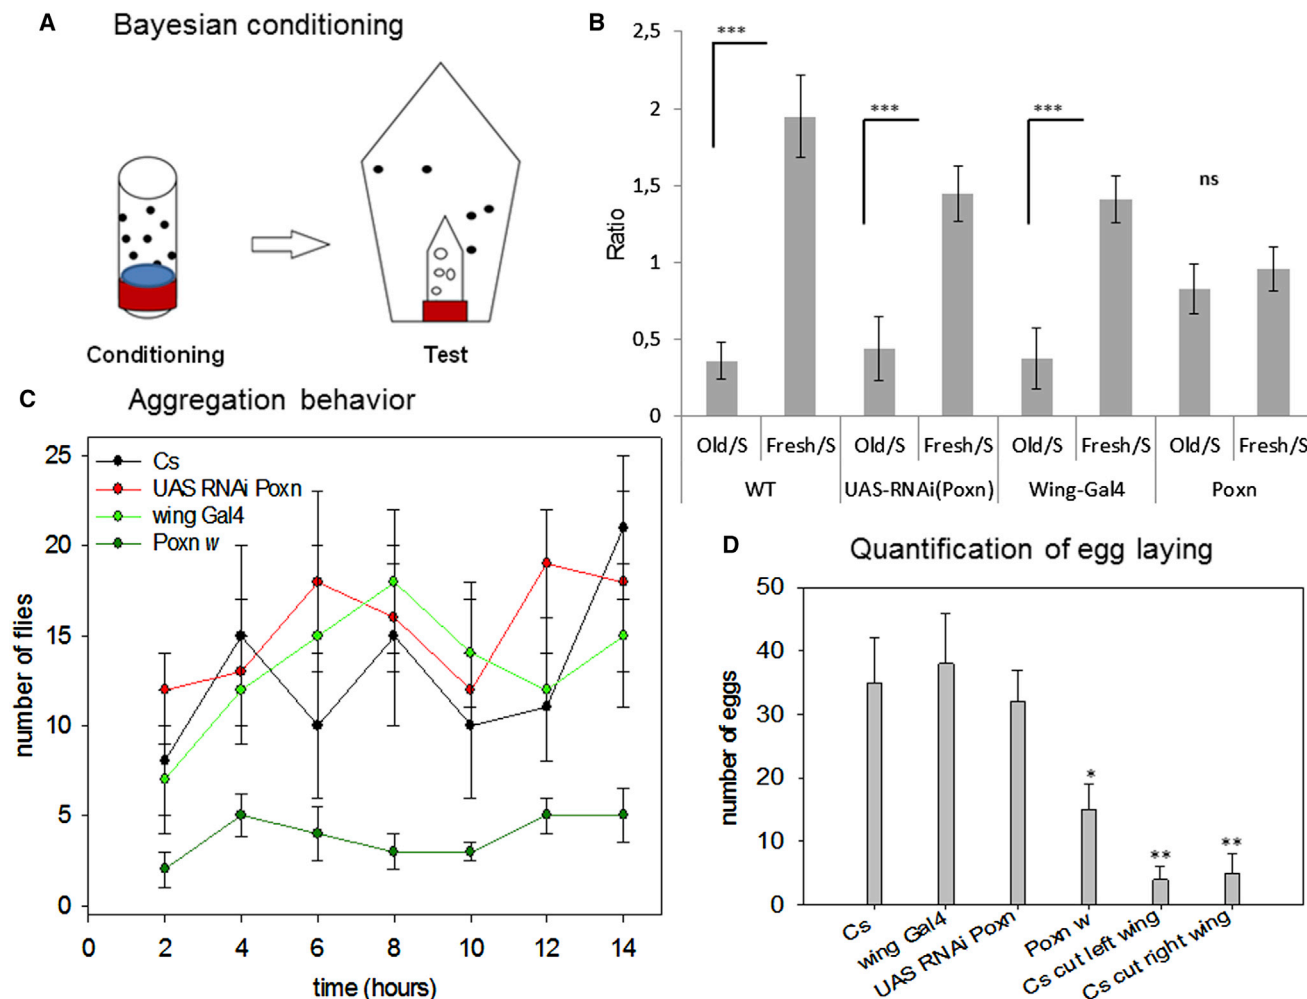 A Bayesian conditioning
Conditioning
Test
B
Ratio
2,5
2
1,5
1
0,5
0
***
***
***
ns
Old/S Fresh/S Old/S Fresh/S Old/S Fresh/S Old/S Fresh/S
WT UAS-RNAi(Poxn) Wing-Gal4 Poxn
C Aggregation behavior
number of flies
25
20
15
10
5
0
Cs
UAS RNAi Poxn
wing Gal4
Poxn w
0 2 4 6 8 10 12 14
time (hours)
D Quantification of egg laying
number of eggs
50
40
30
20
10
0
*
**
**
Cs
wing Gal4
UAS RNAi Poxn
Poxn w
Cs cut left wing
Cs cut right wing